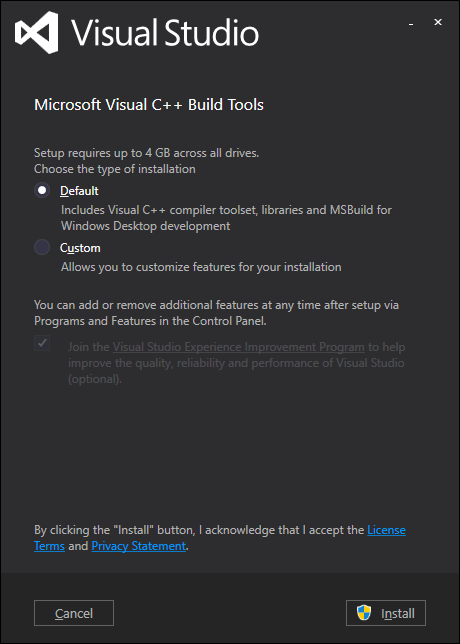 Visual Studio
Microsoft Visual C++ Build Tools
Setup requires up to 4 GB across all drives.
Choose the type of installation
Default
Includes Visual C++ compiler toolset, libraries and MSBuild for
Windows Desktop development
Custom
Allows you to customize features for your installation
You can add or remove additional features at any time after setup via
Programs and Features in the Control Panel.
Join the Visual Studio Experience Improvement Program to help
improve the quality, reliability and performance of Visual Studio
(optional).
By clicking the "Install" button, I acknowledge that I accept the License
Terms and Privacy Statement.
Cancel
Install